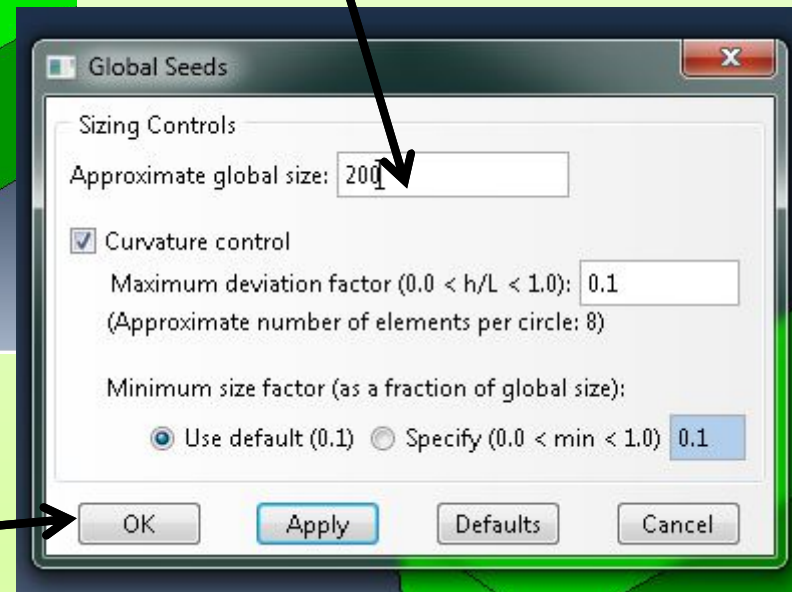 Global Seeds
Sizing Controls
Approximate global size: 200
Curvature control
Maximum deviation factor (0.0 < h/L < 1.0): 0.1
(Approximate number of elements per circle: 8)
Minimum size factor (as a fraction of global size):
Use default (0.1) Specify (0.0 < min < 1.0) 0.1
OK Apply Defaults Cancel